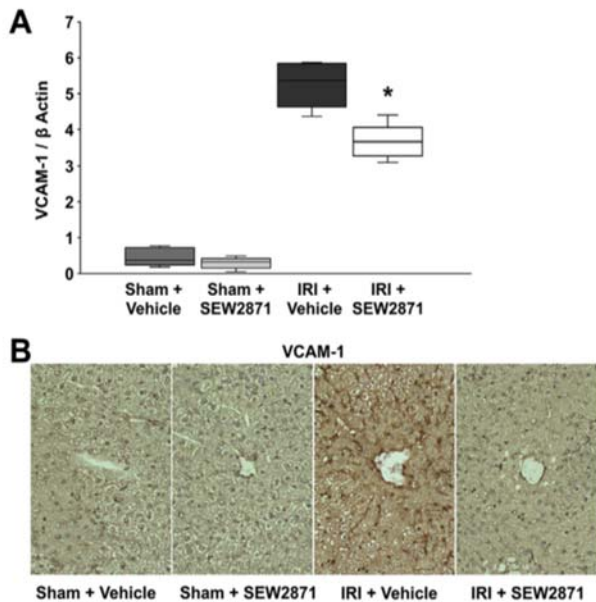 A
7
6
5
4
3
2
1
0
VCAM-1 / β Actin
*
Sham +
Vehicle
Sham +
SEW2871
IRI +
Vehicle
IRI +
SEW2871
B
VCAM-1
Sham + Vehicle
Sham + SEW2871
IRI + Vehicle
IRI + SEW2871